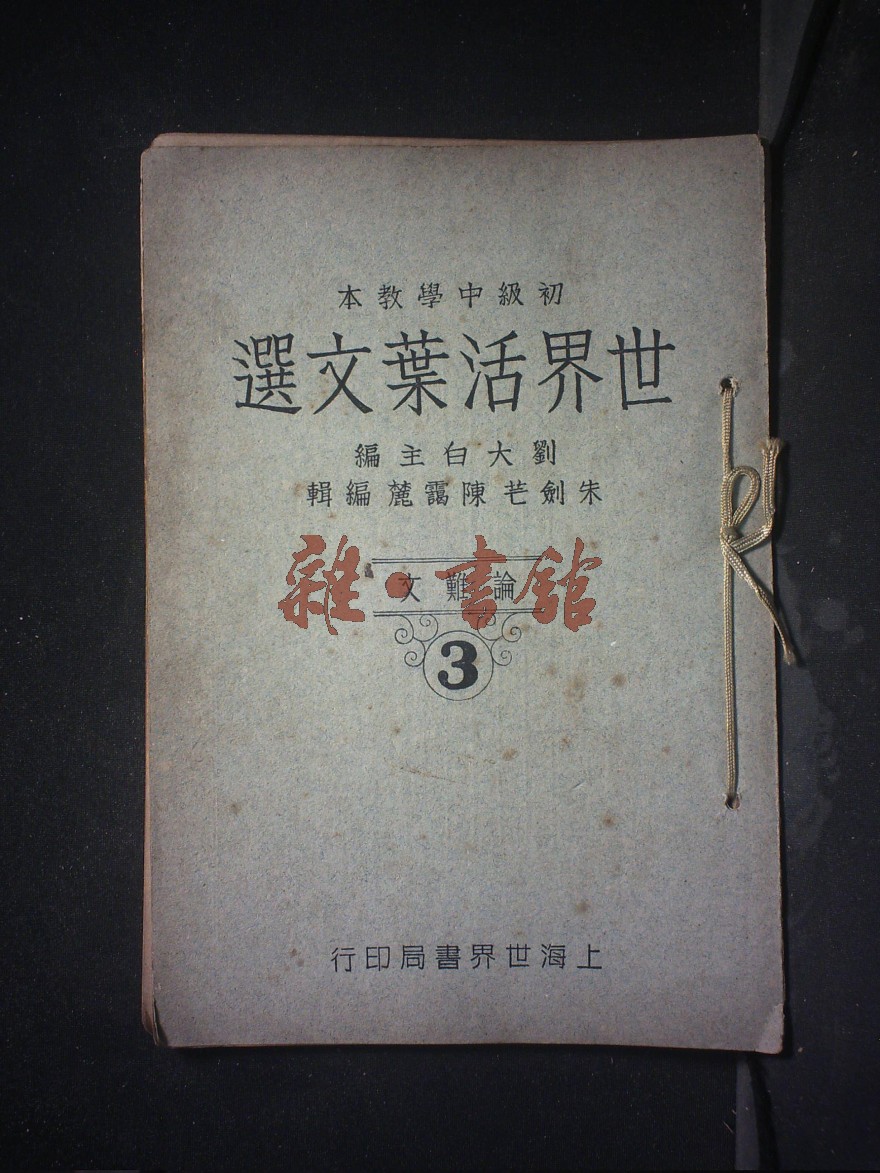 初級中學教本
世界活葉文選
劉大白主編
朱劍芒陳靄麓編輯
論難文
雜·書館
3
上海世界書局印行